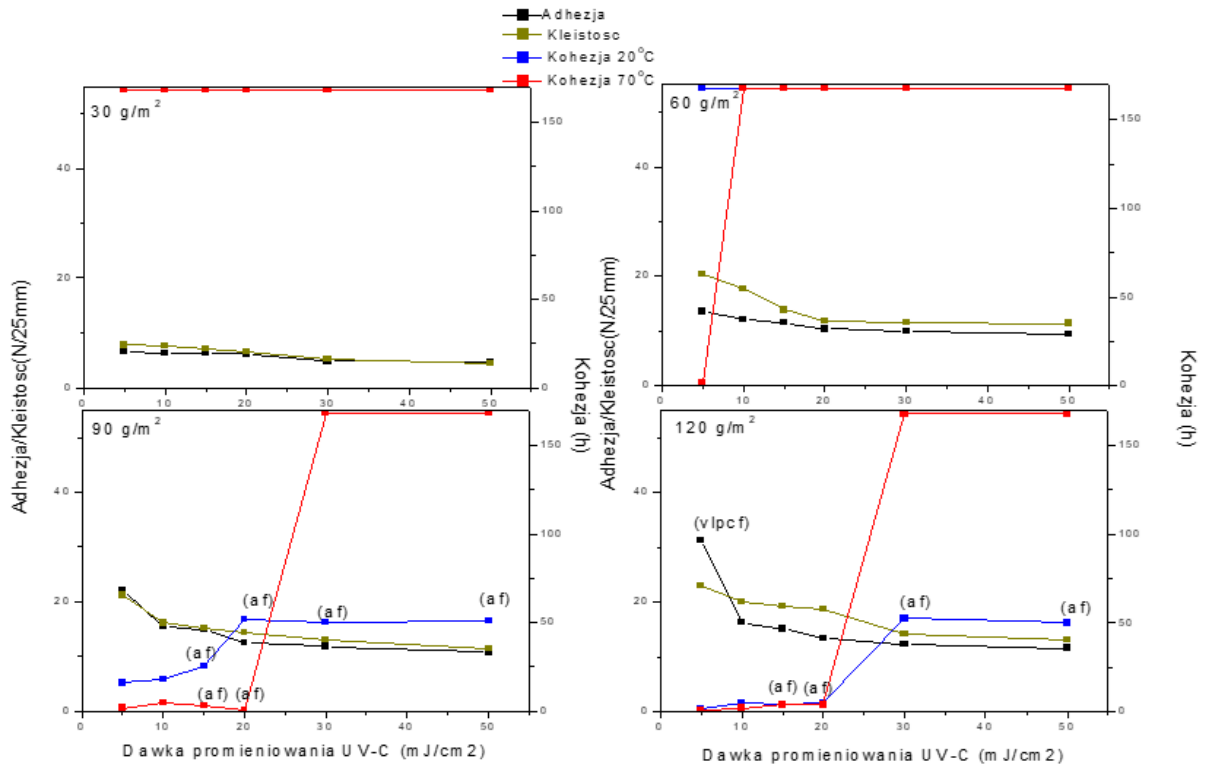 Adhezja
Kleistosc
Kohezja 20°C
Kohezja 70°C
30 g/m²
60 g/m²
90 g/m²
120 g/m²
Adhezja/Kleistosc(N/25mm)
Kohezja (h)
Adhezja/Kleistosc(N/25mm)
Kohezja (h)
0 20 40
0 50 100 150
0 10 20 30 40 50
0 20 40
0 50 100 150
0 10 20 30 40 50
0 20 40
0 50 100 150
0 10 20 30 40 50
(af) (af) (af)
(af)
(af) (af)
0 20 40
0 50 100 150
0 10 20 30 40 50
(vlpcf)
(af) (af)
(af) (af)
Dawka promieniowania UV-C (mJ/cm2)
Dawka promieniowania UV-C (mJ/cm2)